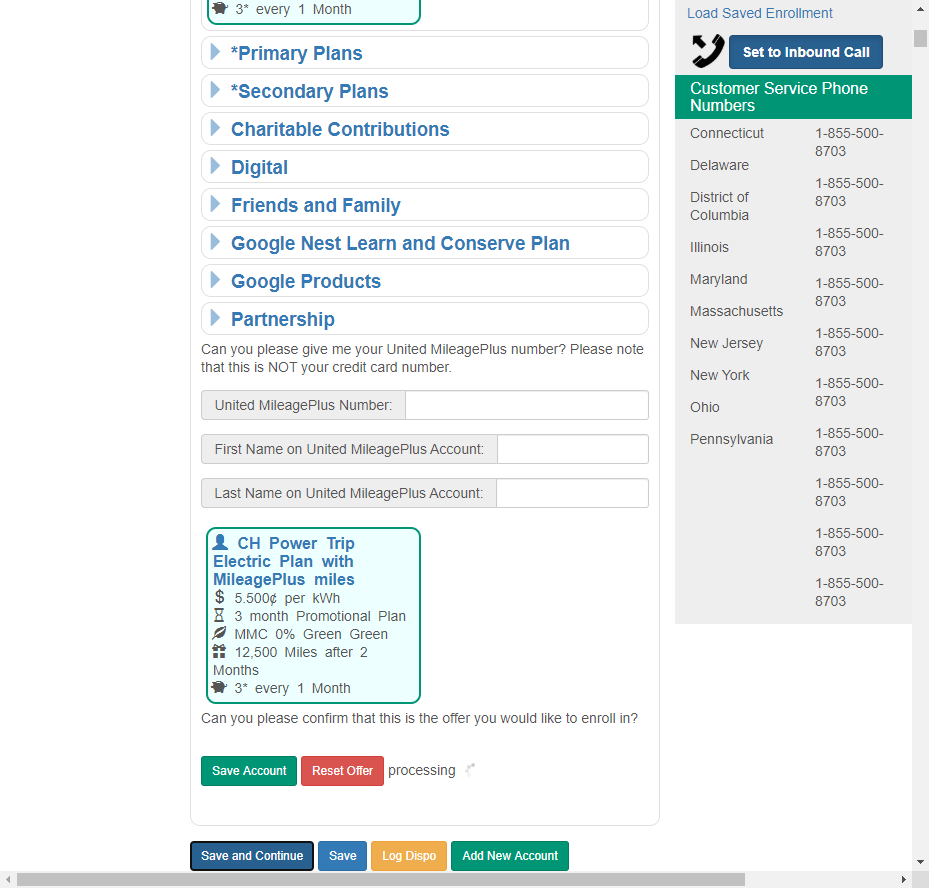 3* every 1 Month
*Primary Plans
*Secondary Plans
Charitable Contributions
Digital
Friends and Family
Google Nest Learn and Conserve Plan
Google Products
Partnership
Can you please give me your United MileagePlus number? Please note
that this is NOT your credit card number.
United MileagePlus Number:
First Name on United MileagePlus Account:
Last Name on United MileagePlus Account:
CH Power Trip
Electric Plan with
MileagePlus miles
$ 5.500¢ per kWh
3 month Promotional Plan
MMC 0% Green Green
12,500 Miles after 2
Months
3* every 1 Month
Can you please confirm that this is the offer you would like to enroll in?
Save Account Reset Offer processing
Save and Continue Save Log Dispo Add New Account
Load Saved Enrollment
Set to Inbound Call
Customer Service Phone
Numbers
Connecticut
Delaware
District of
Columbia
Illinois
Maryland
Massachusetts
New Jersey
New York
Ohio
Pennsylvania
1-855-500-
8703
1-855-500-
8703
1-855-500-
8703
1-855-500-
8703
1-855-500-
8703
1-855-500-
8703
1-855-500-
8703
1-855-500-
8703
1-855-500-
8703
1-855-500-
8703